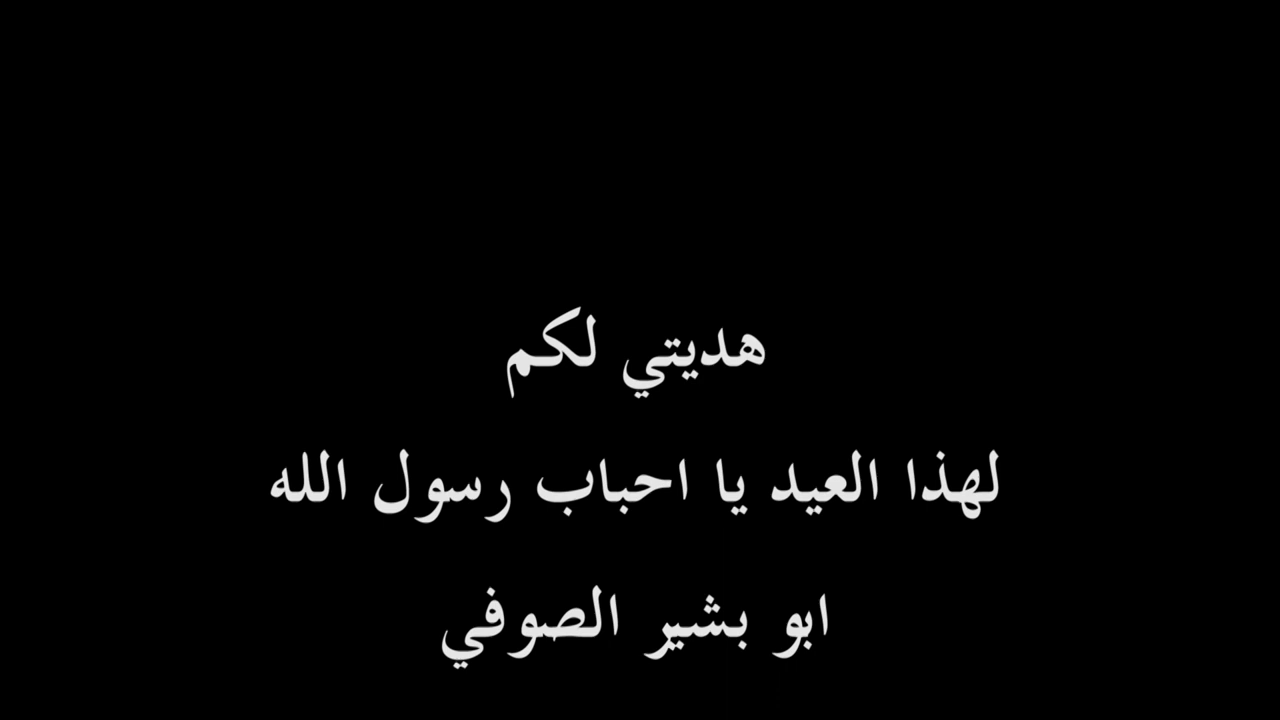 هديتي لكم
لهذا العيد يا احباب رسول الله
ابو بشير الصوفي